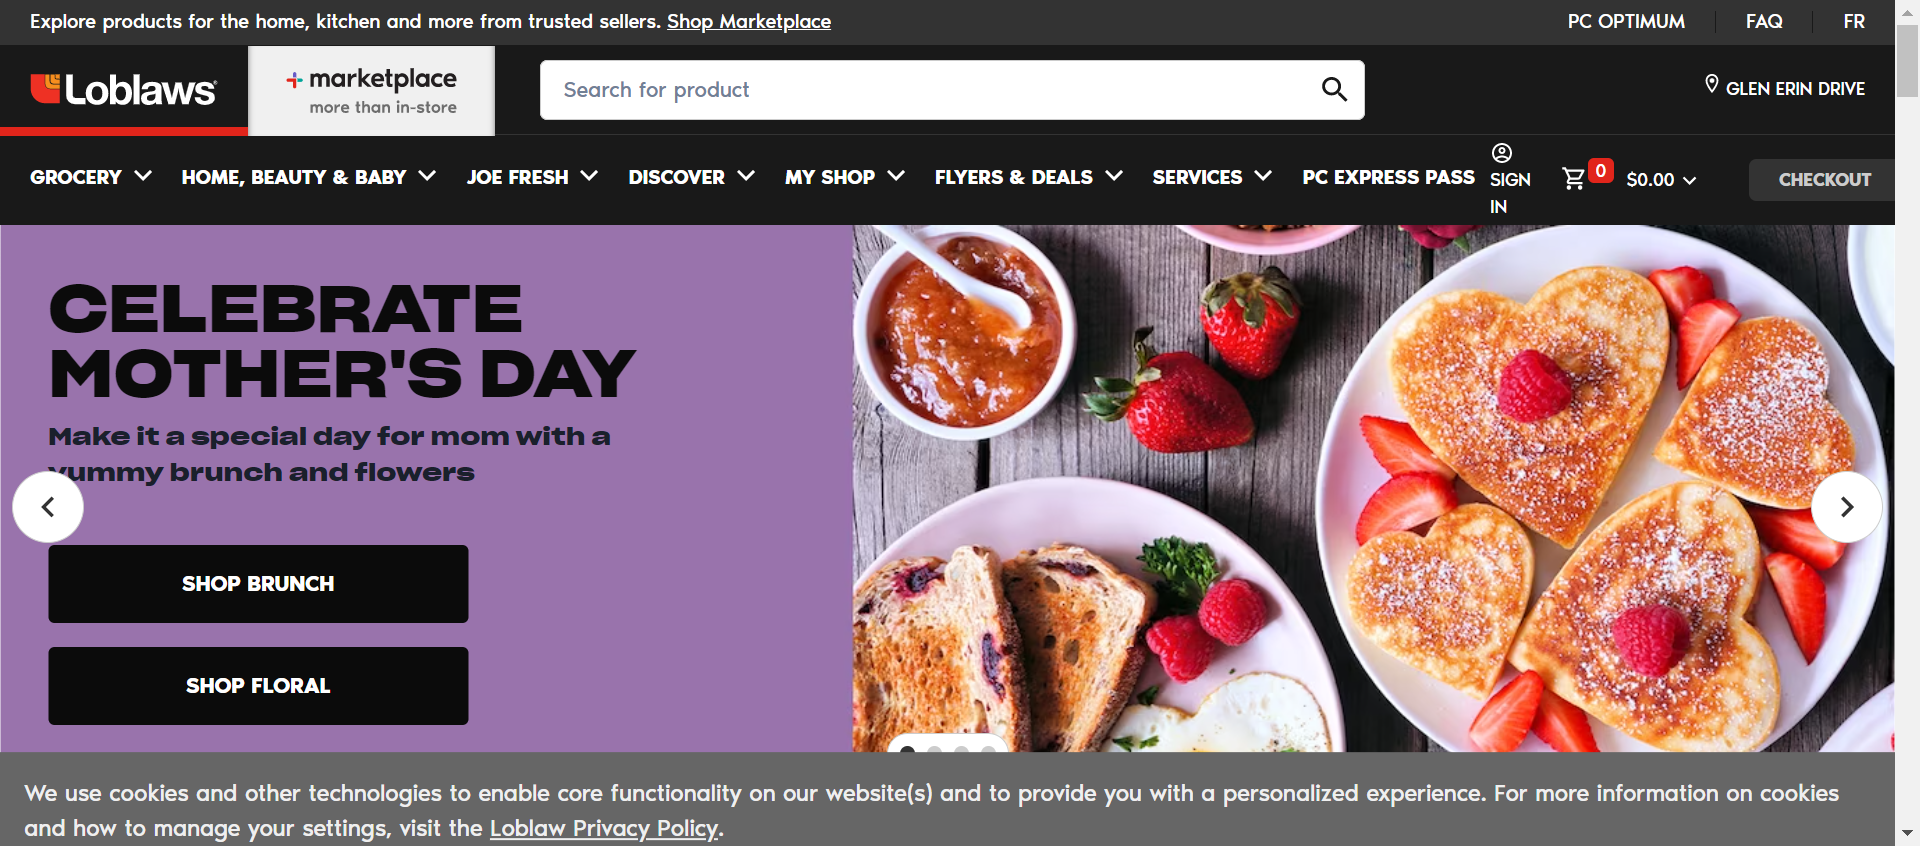 Explore products for the home, kitchen and more from trusted sellers. Shop Marketplace
PC OPTIMUM
FAQ
FR
Loblaws
marketplace
more than in-store
Search for product
GLEN ERIN DRIVE
GROCERY
HOME, BEAUTY & BABY
JOE FRESH
DISCOVER
MY SHOP
FLYERS & DEALS
SERVICES
PC EXPRESS PASS
SIGN
IN
0
$0.00
CHECKOUT
CELEBRATE
MOTHER'S DAY
Make it a special day for mom with a
yummy brunch and flowers
SHOP BRUNCH
SHOP FLORAL
We use cookies and other technologies to enable core functionality on our website(s) and to provide you with a personalized experience. For more information on cookies
and how to manage your settings, visit the Loblaw Privacy Policy.